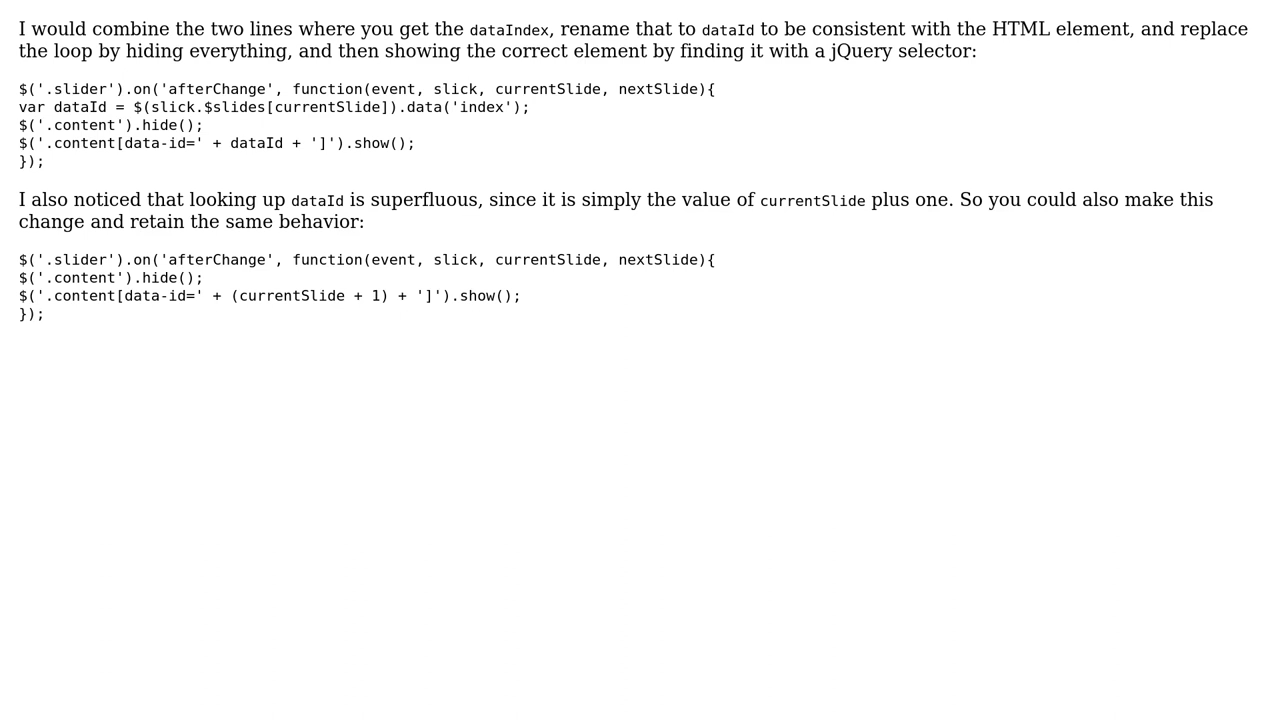 I would combine the two lines where you get the dataIndex, rename that to dataId to be consistent with the HTML element, and replace
the loop by hiding everything, and then showing the correct element by finding it with a jQuery selector:
$('.slider').on('afterChange', function(event, slick, currentSlide, nextSlide){
var dataId = $(slick.$slides[currentSlide]).data('index');
$('.content').hide();
$('.content[data-id=' + dataId + ']').show();
});
I also noticed that looking up dataId is superfluous, since it is simply the value of currentSlide plus one. So you could also make this
change and retain the same behavior:
$('.slider').on('afterChange', function(event, slick, currentSlide, nextSlide){
$('.content').hide();
$('.content[data-id=' + (currentSlide + 1) + ']').show();
});